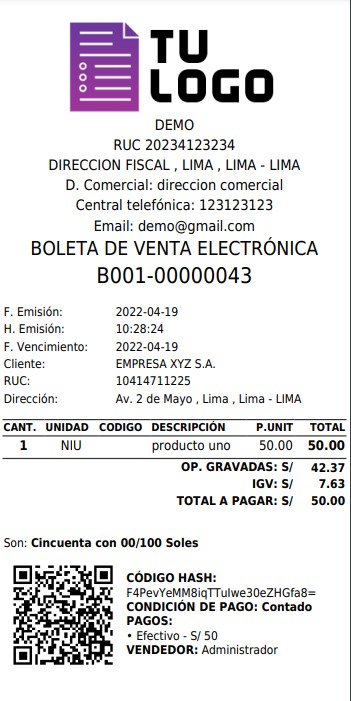 TU
LOGO
DEMO
RUC 20234123234
DIRECCION FISCAL , LIMA , LIMA - LIMA
D. Comercial: direccion comercial
Central telefónica: 123123123
Email: demo@gmail.com
BOLETA DE VENTA ELECTRÓNICA
B001-00000043
F. Emisión: 2022-04-19
H. Emisión: 10:28:24
F. Vencimiento: 2022-04-19
Cliente: EMPRESA XYZ S.A.
RUC: 10414711225
Dirección: Av. 2 de Mayo , Lima , Lima - LIMA
CANT. UNIDAD CODIGO DESCRIPCIÓN P.UNIT TOTAL
1 NIU producto uno 50.00 50.00
OP. GRAVADAS: S/ 42.37
IGV: S/ 7.63
TOTAL A PAGAR: S/ 50.00
Son: Cincuenta con 00/100 Soles
CÓDIGO HASH:
F4PevYeMM8iqTTulwe30eZHGfa8=
CONDICIÓN DE PAGO: Contado
PAGOS:
• Efectivo - S/ 50
VENDEDOR: Administrador